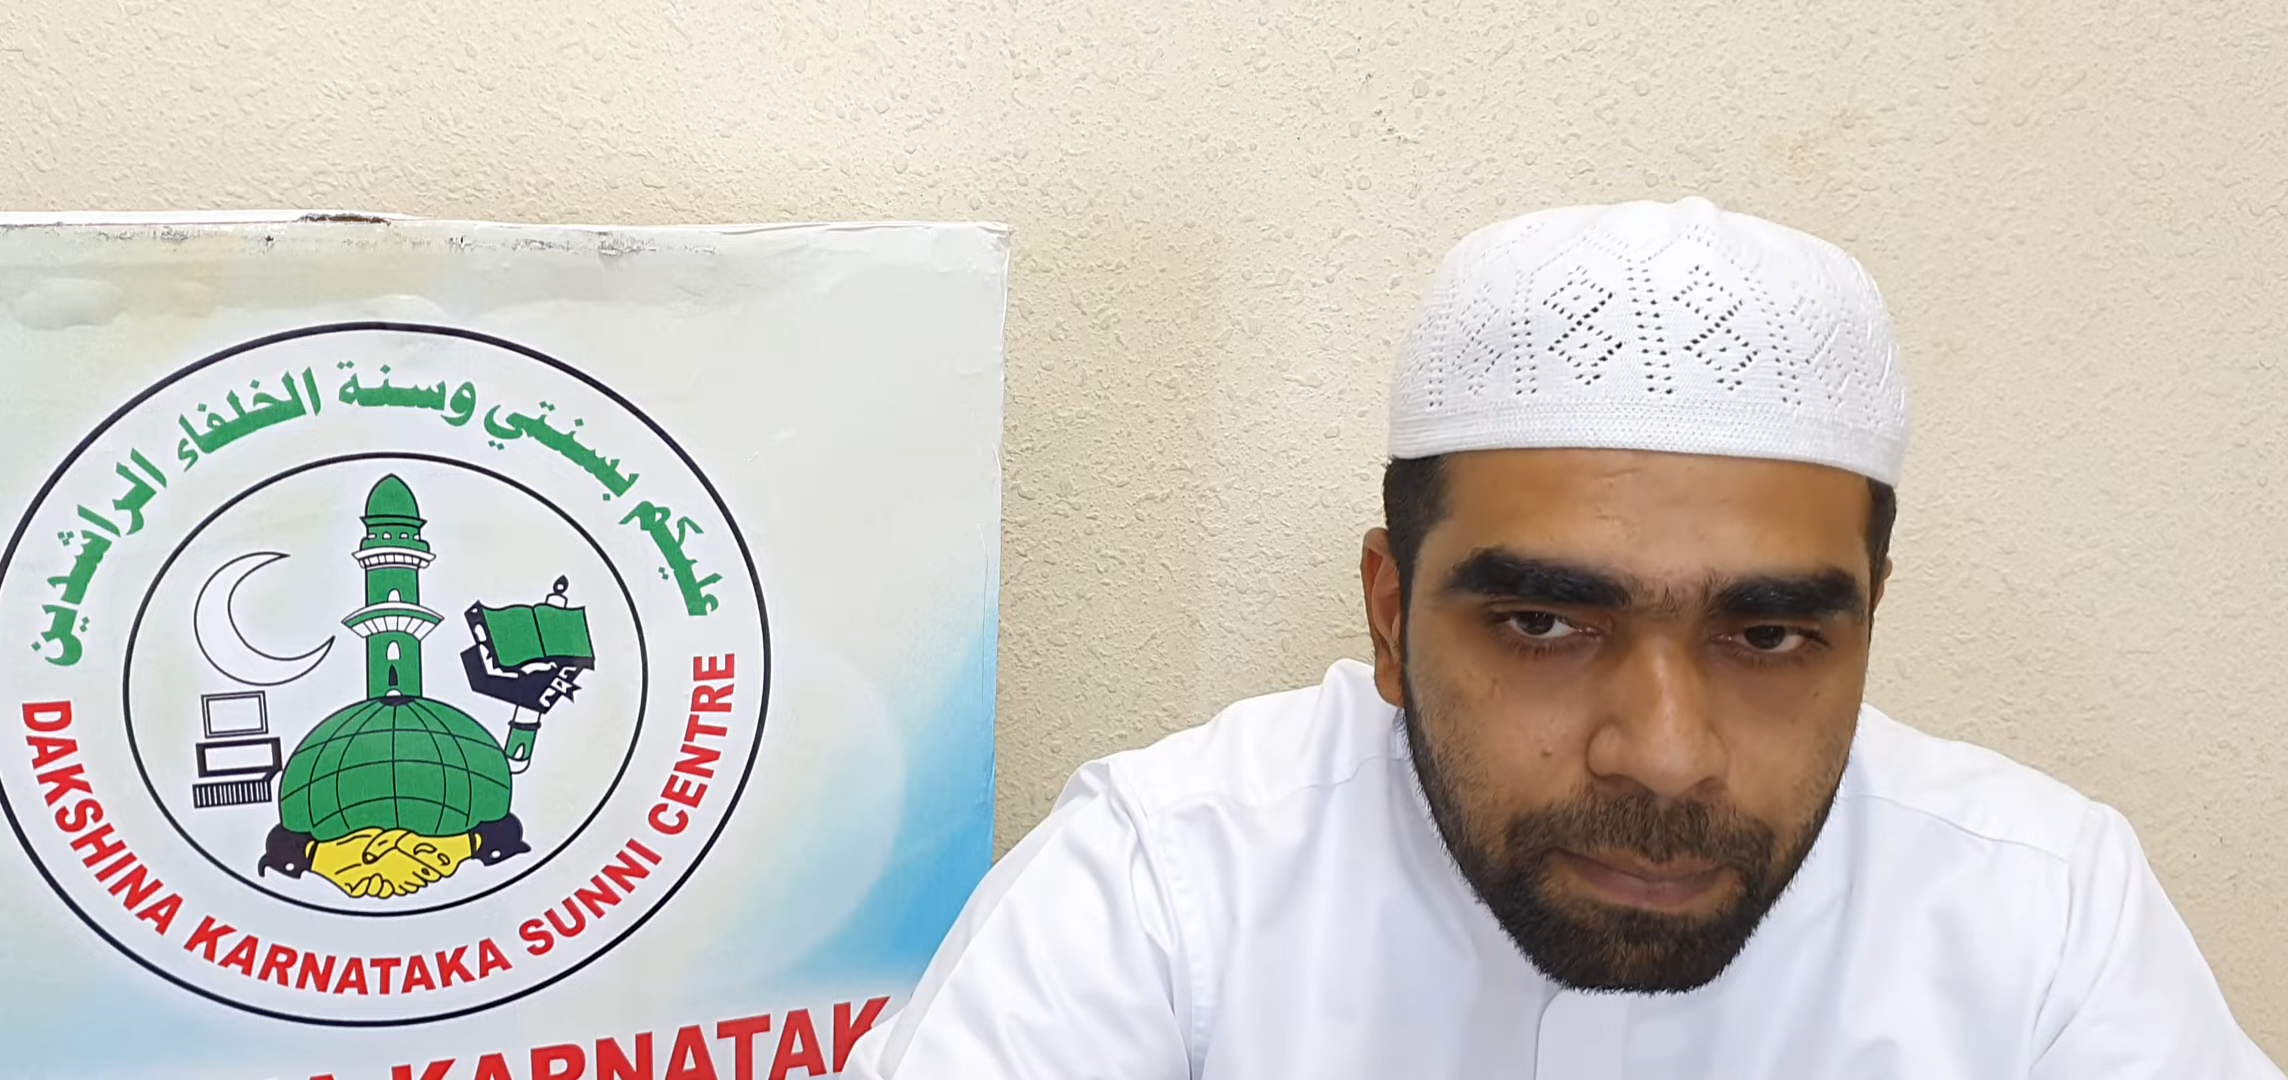 عليكم بسنتي وسنة الخلفاء الراشدين
DAKSHINA KARNATAKA SUNNI CENTRE
KARNATAK